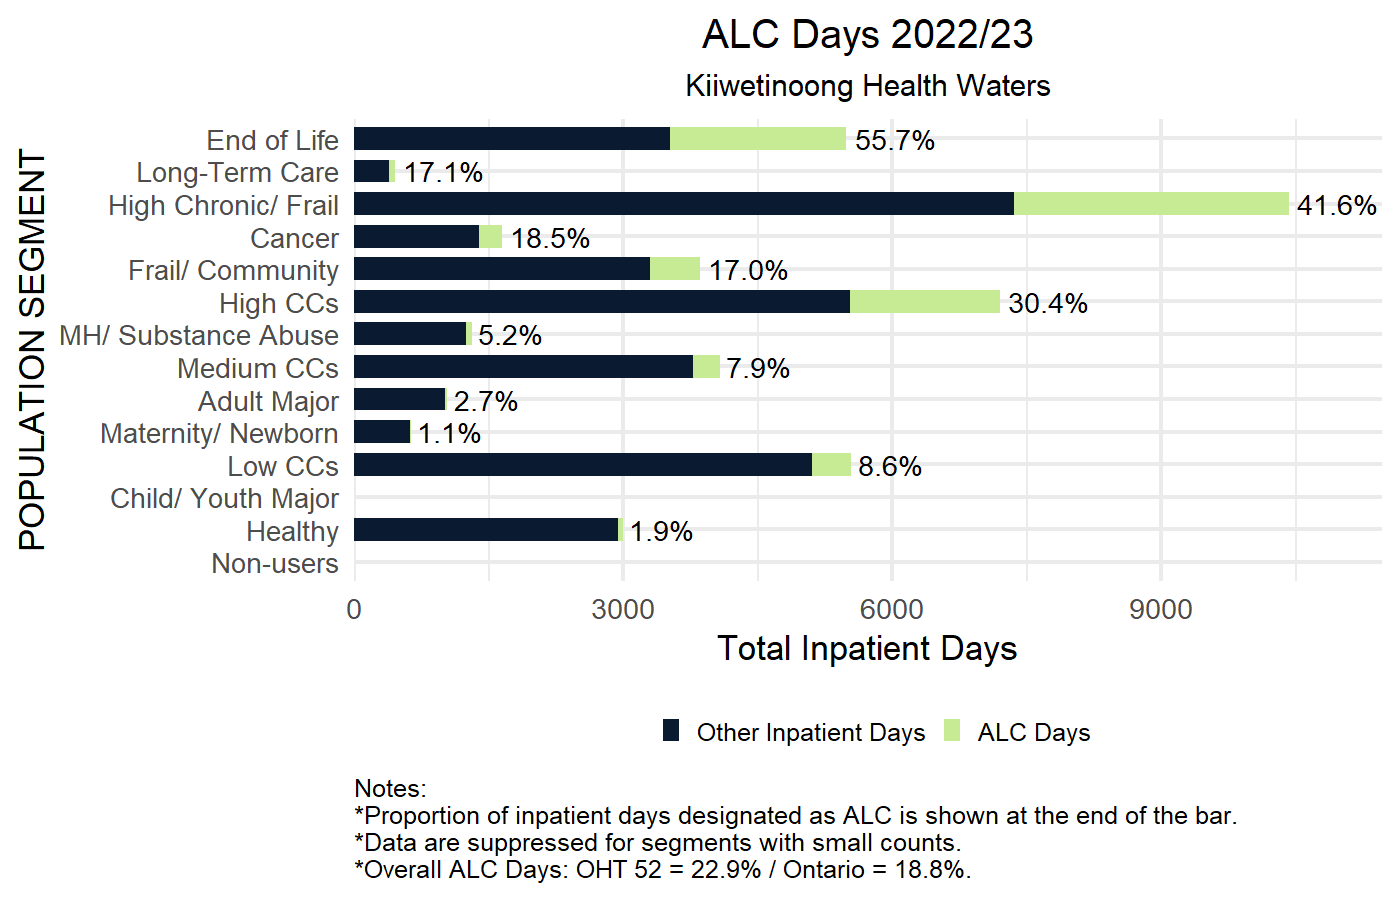 ALC Days 2022/23
Kiiwetinoong Health Waters
POPULATION SEGMENT
End of Life 55.7%
Long-Term Care 17.1%
High Chronic/ Frail 41.6%
Cancer 18.5%
Frail/ Community 17.0%
High CCs 30.4%
MH/ Substance Abuse 5.2%
Medium CCs 7.9%
Adult Major 2.7%
Maternity/ Newborn 1.1%
Low CCs 8.6%
Child/ Youth Major
Healthy 1.9%
Non-users
0 3000 6000 9000
Total Inpatient Days
Other Inpatient Days ALC Days
Notes:
*Proportion of inpatient days designated as ALC is shown at the end of the bar.
*Data are suppressed for segments with small counts.
*Overall ALC Days: OHT 52 = 22.9% / Ontario = 18.8%.